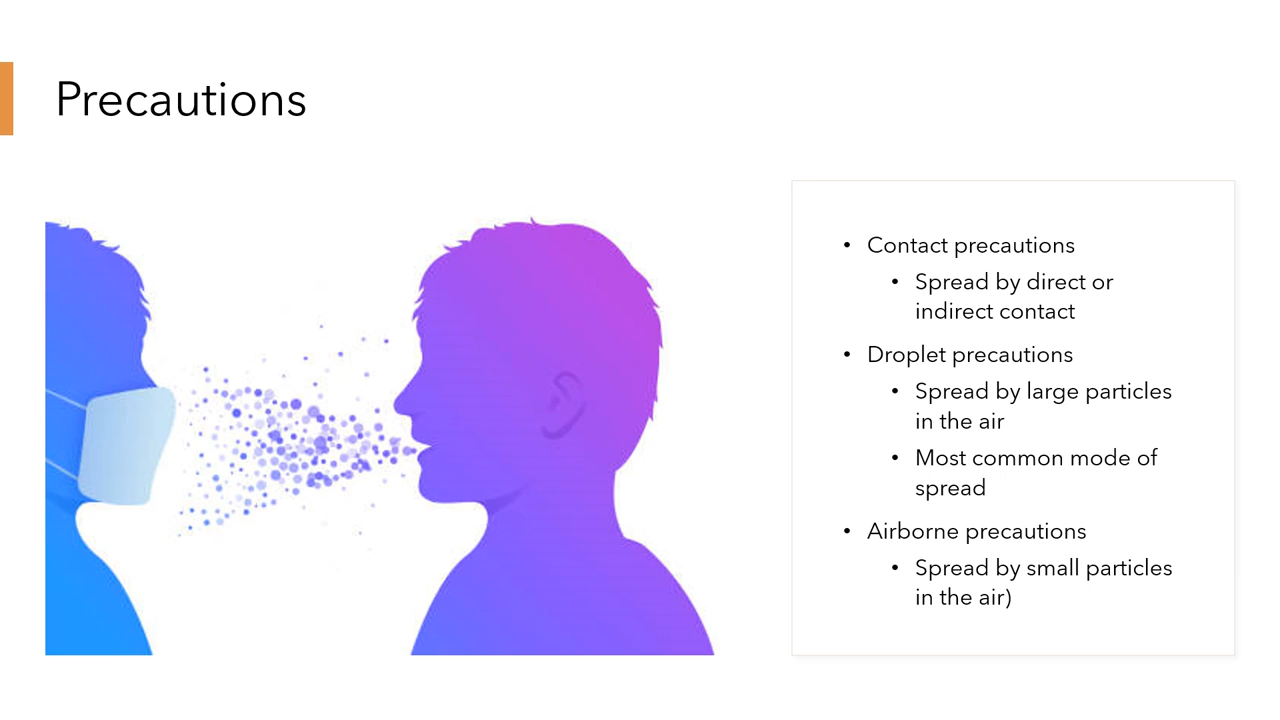 Precautions
• Contact precautions
• Spread by direct or
indirect contact
• Droplet precautions
• Spread by large particles
in the air
• Most common mode of
spread
• Airborne precautions
• Spread by small particles
in the air)